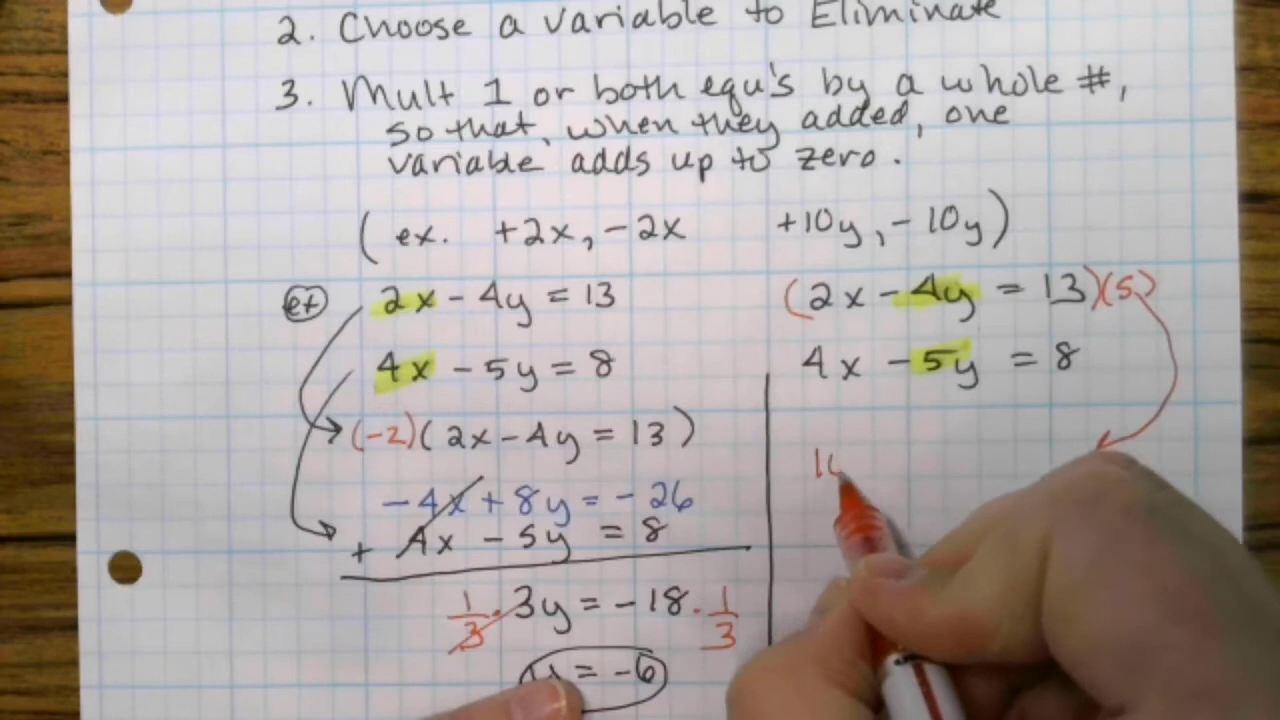 2. Choose a variable to Eliminate
3. Mult 1 or both equ's by a whole #,
so that, when they added, one
variable adds up to zero.
(ex. +2x, -2x +10y, -10y)
ex 2x - 4y = 13
4x - 5y = 8
(-2)(2x - 4y = 13)
-4x + 8y = -26
+ 4x - 5y = 8
1/3 · 3y = -18 · 1/3
y = -6
(2x - 4y = 13)(5)
4x - 5y = 8
10